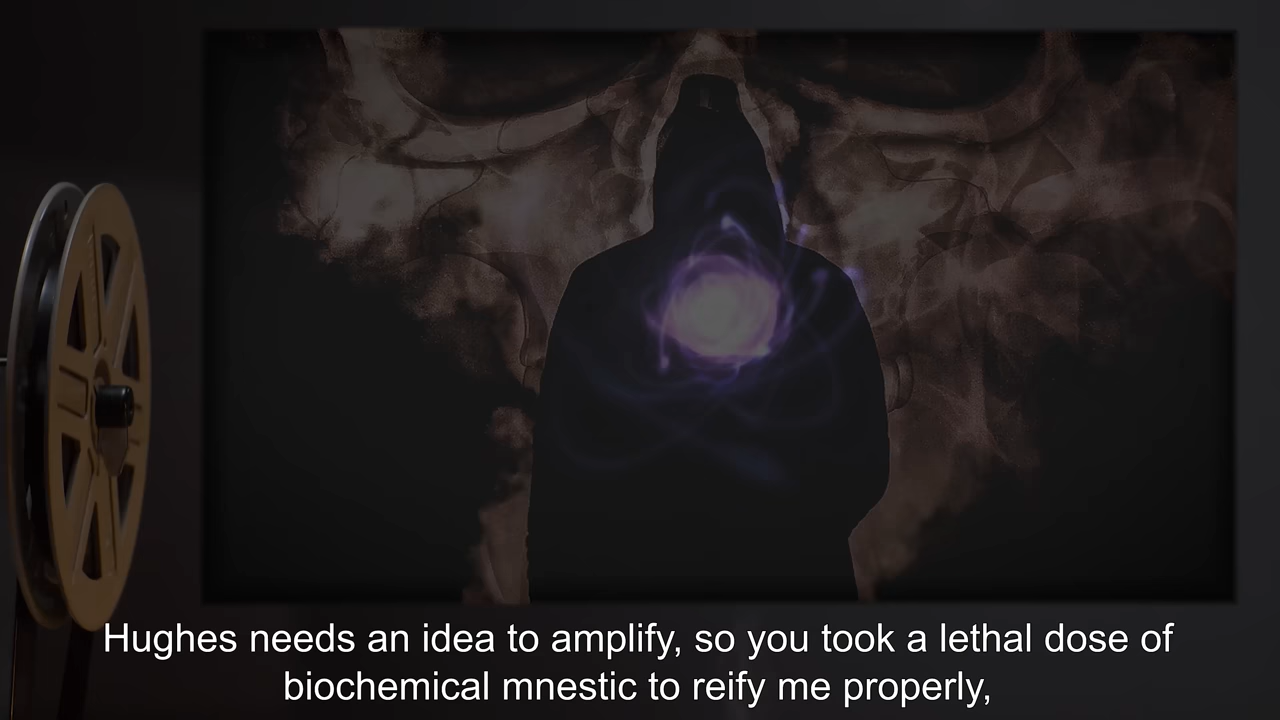 Hughes needs an idea to amplify, so you took a lethal dose of
biochemical mnestic to reify me properly,